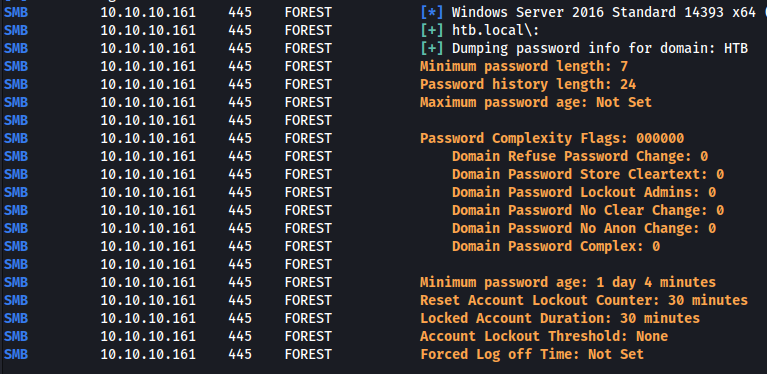 SMB 10.10.10.161 445 FOREST [*] Windows Server 2016 Standard 14393 x64 (
SMB 10.10.10.161 445 FOREST [+] htb.local\:
SMB 10.10.10.161 445 FOREST [+] Dumping password info for domain: HTB
SMB 10.10.10.161 445 FOREST Minimum password length: 7
SMB 10.10.10.161 445 FOREST Password history length: 24
SMB 10.10.10.161 445 FOREST Maximum password age: Not Set
SMB 10.10.10.161 445 FOREST
SMB 10.10.10.161 445 FOREST Password Complexity Flags: 000000
SMB 10.10.10.161 445 FOREST Domain Refuse Password Change: 0
SMB 10.10.10.161 445 FOREST Domain Password Store Cleartext: 0
SMB 10.10.10.161 445 FOREST Domain Password Lockout Admins: 0
SMB 10.10.10.161 445 FOREST Domain Password No Clear Change: 0
SMB 10.10.10.161 445 FOREST Domain Password No Anon Change: 0
SMB 10.10.10.161 445 FOREST Domain Password Complex: 0
SMB 10.10.10.161 445 FOREST
SMB 10.10.10.161 445 FOREST Minimum password age: 1 day 4 minutes
SMB 10.10.10.161 445 FOREST Reset Account Lockout Counter: 30 minutes
SMB 10.10.10.161 445 FOREST Locked Account Duration: 30 minutes
SMB 10.10.10.161 445 FOREST Account Lockout Threshold: None
SMB 10.10.10.161 445 FOREST Forced Log off Time: Not Set